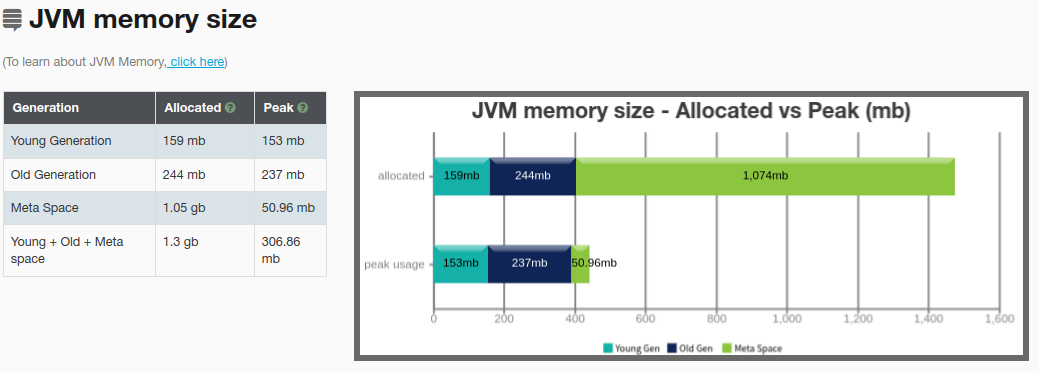 JVM memory size
(To learn about JVM Memory, click here)
Generation Allocated ? Peak ?
Young Generation 159 mb 153 mb
Old Generation 244 mb 237 mb
Meta Space 1.05 gb 50.96 mb
Young + Old + Meta space 1.3 gb 306.86 mb
JVM memory size - Allocated vs Peak (mb)
allocated 159mb 244mb 1,074mb
peak usage 153mb 237mb 50.96mb
0 200 400 600 800 1,000 1,200 1,400 1,600
Young Gen Old Gen Meta Space